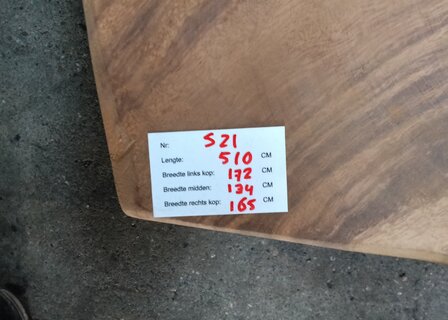 Nr: S21
Lengte: 510 CM
Breedte links kop: 172 CM
Breedte midden: 134 CM
Breedte rechts kop: 165 CM